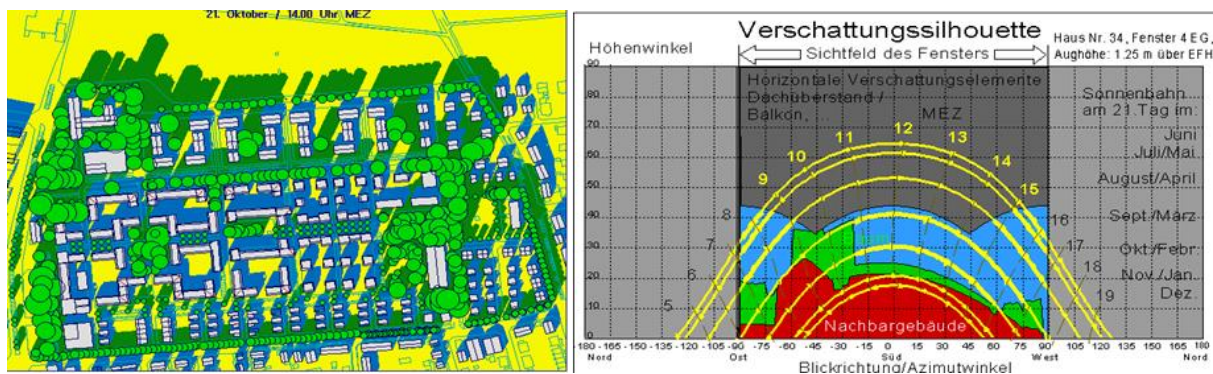 21. Oktober / 14.00 Uhr MEZ
Verschattungssilhouette
Höhenwinkel
Sichtfeld des Fensters
Haus Nr. 34, Fenster 4 EG,
Aughöhe: 1.25 m über EFH
90
80
70
60
50
40
30
20
10
0
Horizontale Verschattungselemente
Dachüberstand /
Balkon,...
MEZ
Sonnenbahn
am 21.Tag im:
Juni
Juli/Mai
August/April
Sept./März
Okt./Febr.
Nov./Jan.
Dez.
5 6 7 8 9 10 11 12 13 14 15 16 17 18 19
Nachbargebäude
-180 -165 -150 -135 -120 -105 -90 -75 -60 -45 -30 -15 0 15 30 45 60 75 90 105 120 135 150 165 180
Nord Ost Süd West Nord
Blickrichtung/Azimutwinkel